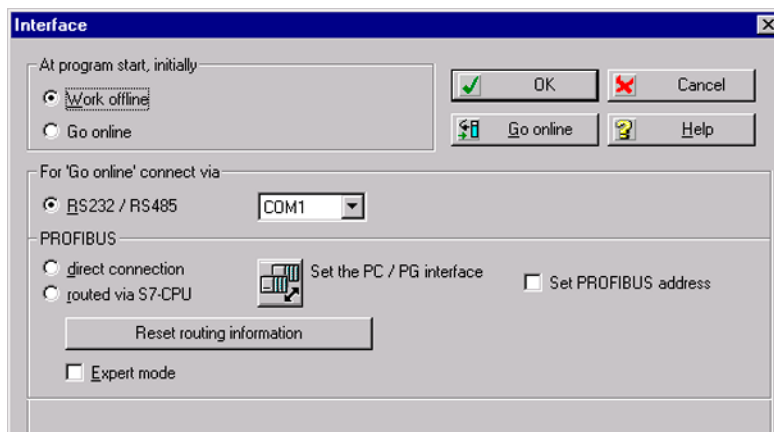 Interface
At program start, initially
Work offline
Go online
OK
Cancel
Go online
Help
For 'Go online' connect via
RS232 / RS485
COM1
PROFIBUS
direct connection
routed via S7-CPU
Set the PC / PG interface
Set PROFIBUS address
Reset routing information
Expert mode